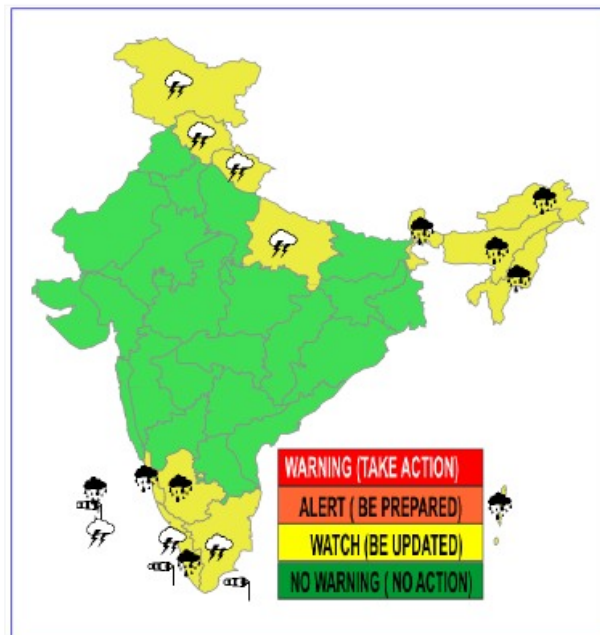 WARNING (TAKE ACTION)
ALERT ( BE PREPARED)
WATCH (BE UPDATED)
NO WARNING ( NO ACTION)